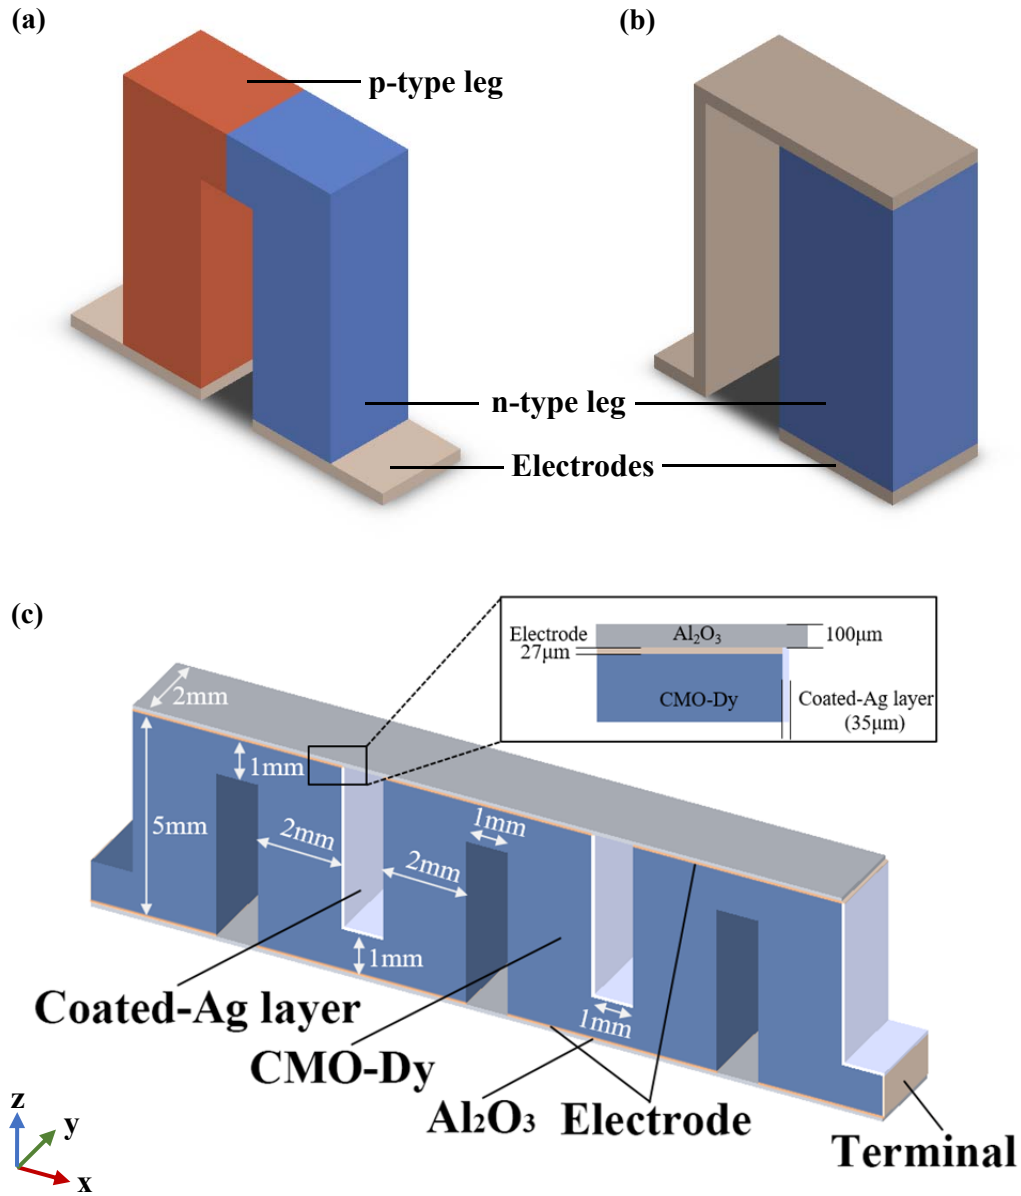 (a)
(b)
p-type leg
n-type leg
Electrodes
(c)
Electrode
27μm
Al₂O₃
100μm
CMO-Dy
Coated-Ag layer
(35μm)
2mm
1mm
5mm
2mm
1mm
2mm
1mm
1mm
Coated-Ag layer
CMO-Dy
Al₂O₃
Electrode
Terminal
z
y
x